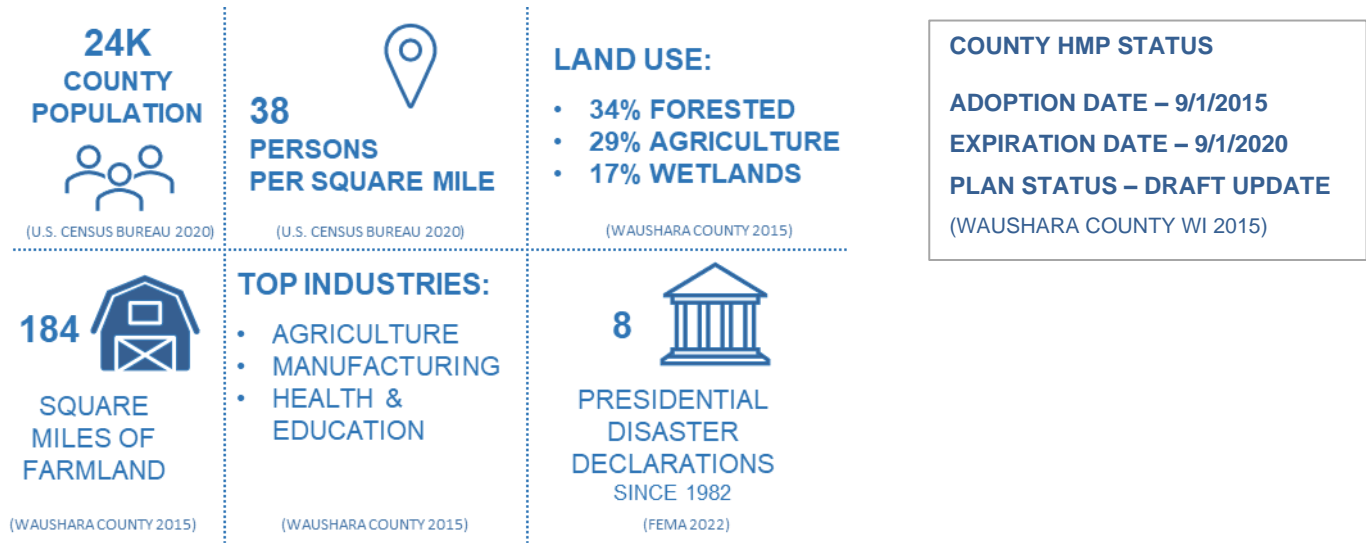 24K
COUNTY
POPULATION
(U.S. CENSUS BUREAU 2020)
38
PERSONS
PER SQUARE MILE
(U.S. CENSUS BUREAU 2020)
LAND USE:
• 34% FORESTED
• 29% AGRICULTURE
• 17% WETLANDS
(WAUSHARA COUNTY 2015)
184
SQUARE
MILES OF
FARMLAND
(WAUSHARA COUNTY 2015)
TOP INDUSTRIES:
• AGRICULTURE
• MANUFACTURING
• HEALTH &
EDUCATION
(WAUSHARA COUNTY 2015)
8
PRESIDENTIAL
DISASTER
DECLARATIONS
SINCE 1982
(FEMA 2022)
COUNTY HMP STATUS
ADOPTION DATE – 9/1/2015
EXPIRATION DATE – 9/1/2020
PLAN STATUS – DRAFT UPDATE
(WAUSHARA COUNTY WI 2015)